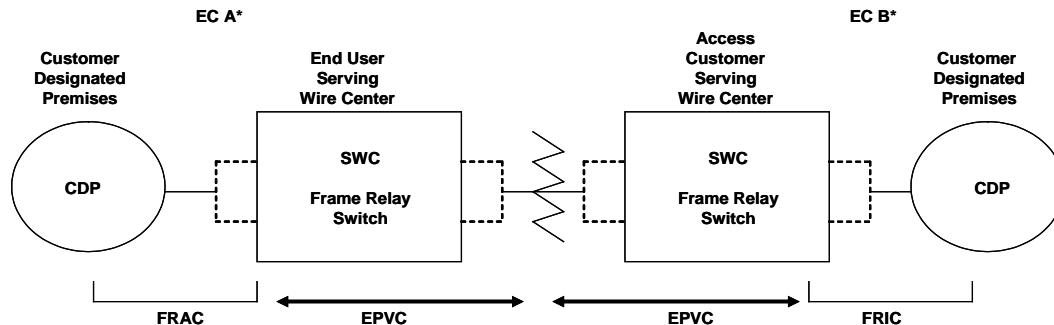 EC A*
EC B*
Customer
Designated
Premises
End User
Serving
Wire Center
Access
Customer
Serving
Wire Center
Customer
Designated
Premises
CDP
SWC
Frame Relay
Switch
SWC
Frame Relay
Switch
CDP
FRAC
EPVC
EPVC
FRIC